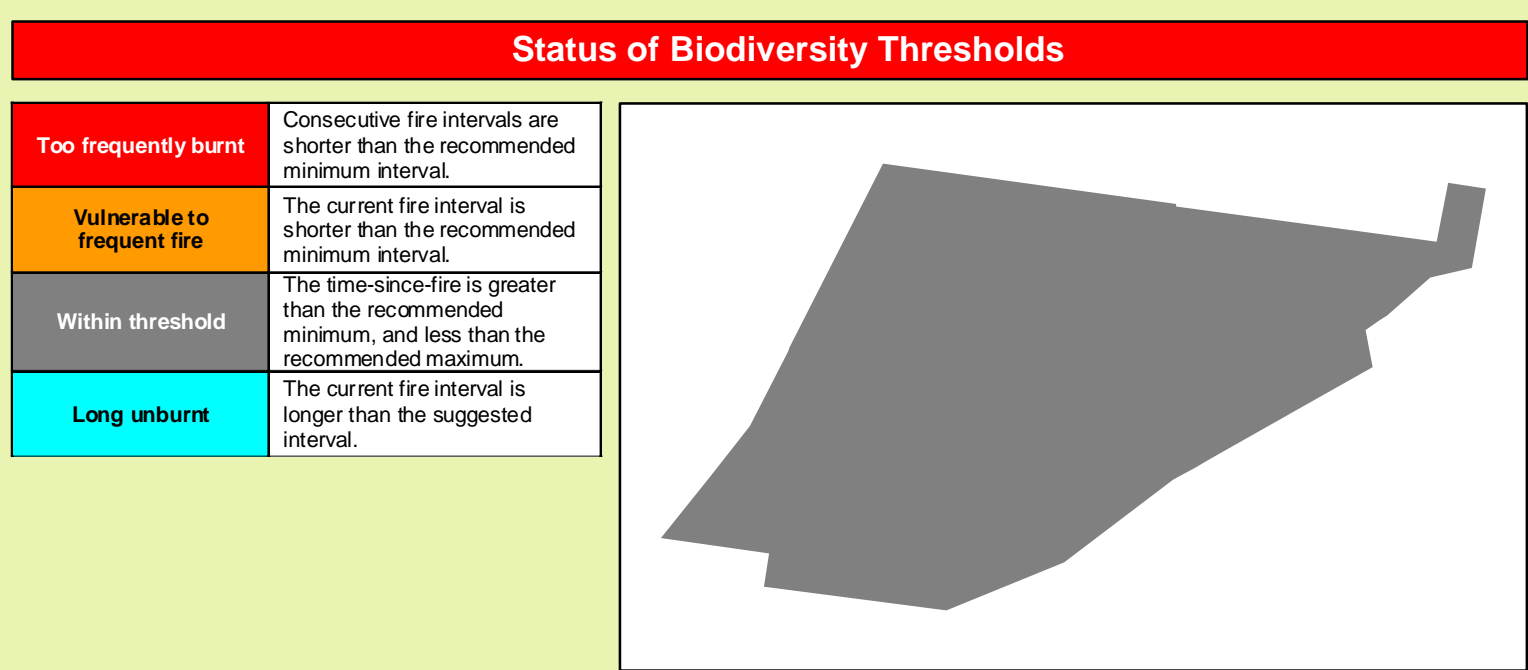 Status of Biodiversity Thresholds
Too frequently burnt
Consecutive fire intervals are
shorter than the recommended
minimum interval.
Vulnerable to
frequent fire
The current fire interval is
shorter than the recommended
minimum interval.
Within threshold
The time-since-fire is greater
than the recommended
minimum, and less than the
recommended maximum.
Long unburnt
The current fire interval is
longer than the suggested
interval.